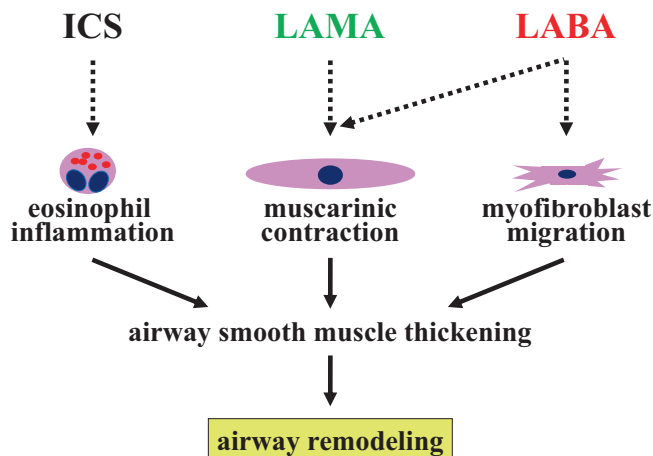 ICS LAMA LABA
eosinophil
inflammation
muscarinic
contraction
myofibroblast
migration
airway smooth muscle thickening
airway remodeling